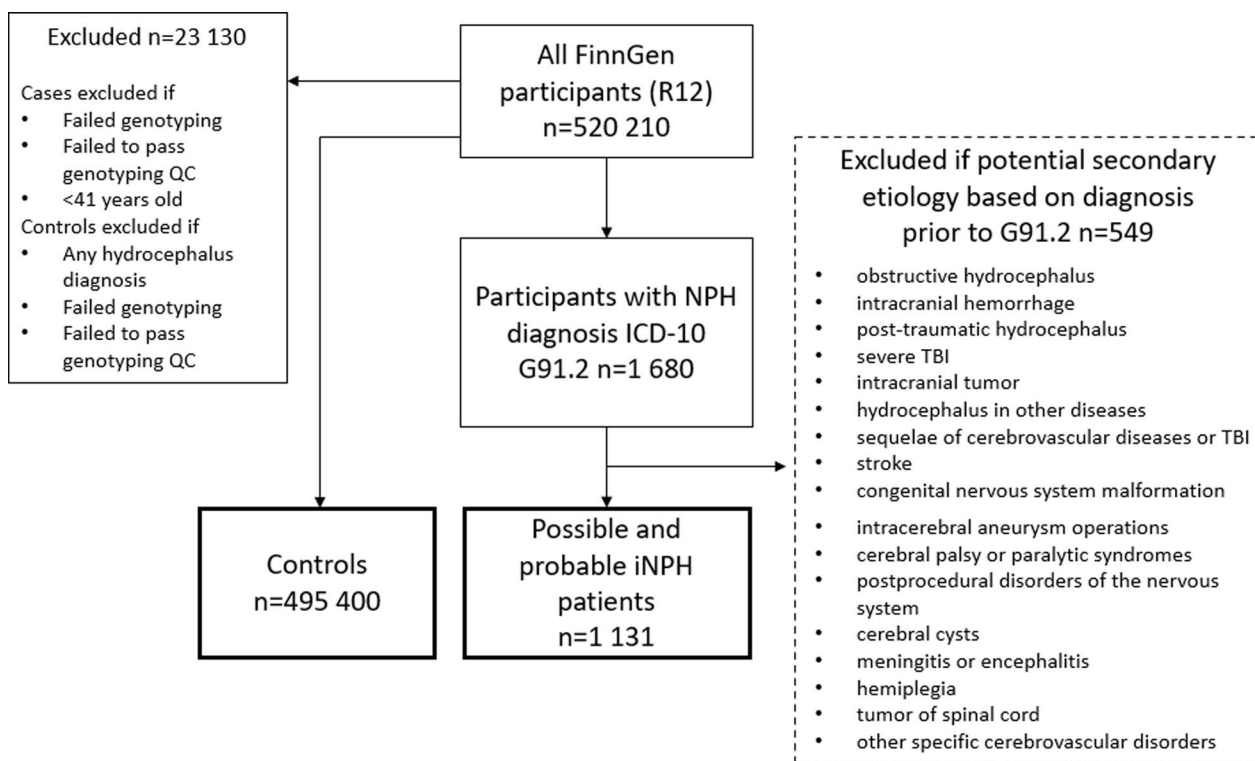 Excluded n=23 130
Cases excluded if
• Failed genotyping
• Failed to pass
genotyping QC
• <41 years old
Controls excluded if
• Any hydrocephalus
diagnosis
• Failed genotyping
• Failed to pass
genotyping QC
All FinnGen
participants (R12)
n=520 210
Participants with NPH
diagnosis ICD-10
G91.2 n=1 680
Controls
n=495 400
Possible and
probable iNPH
patients
n=1 131
Excluded if potential secondary
etiology based on diagnosis
prior to G91.2 n=549
• obstructive hydrocephalus
• intracranial hemorrhage
• post-traumatic hydrocephalus
• severe TBI
• intracranial tumor
• hydrocephalus in other diseases
• sequelae of cerebrovascular diseases or TBI
• stroke
• congenital nervous system malformation
• intracerebral aneurysm operations
• cerebral palsy or paralytic syndromes
• postprocedural disorders of the nervous
system
• cerebral cysts
• meningitis or encephalitis
• hemiplegia
• tumor of spinal cord
• other specific cerebrovascular disorders